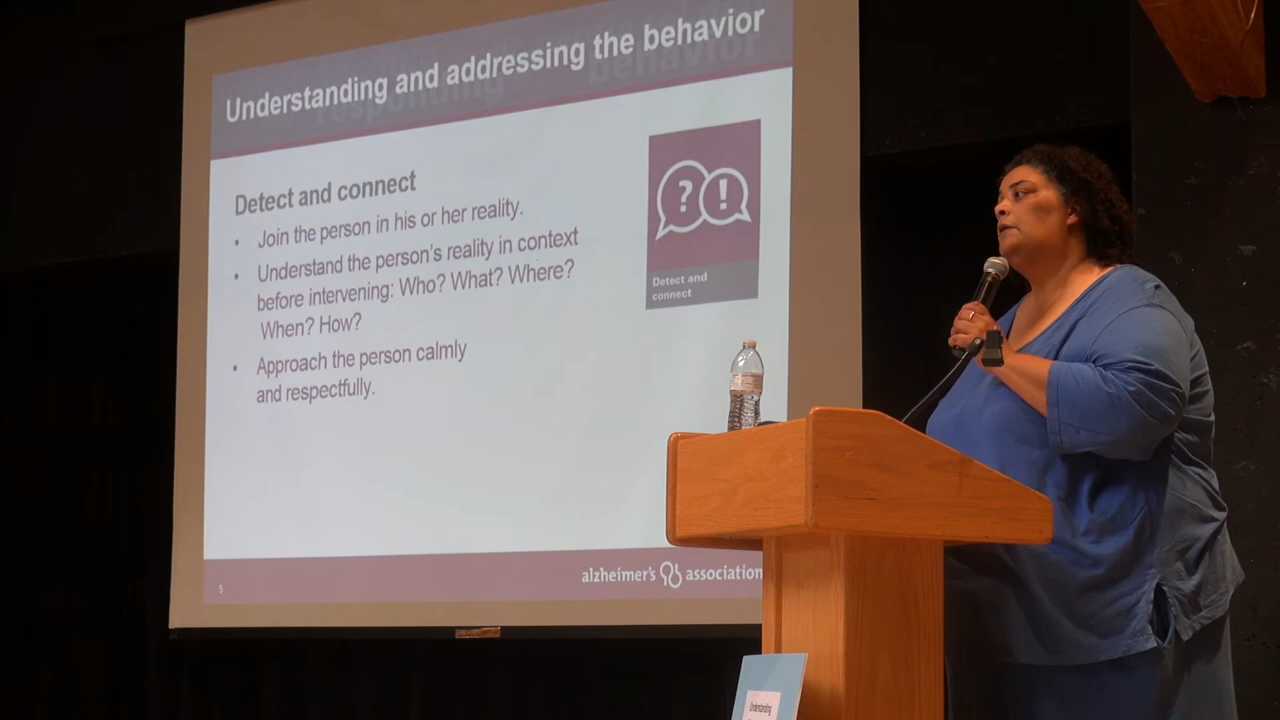 Understanding and addressing the behavior
Detect and connect
• Join the person in his or her reality.
• Understand the person's reality in context
before intervening: Who? What? Where?
When? How?
• Approach the person calmly
and respectfully.
? !
Detect and
connect
5
alzheimer's association
Understanding